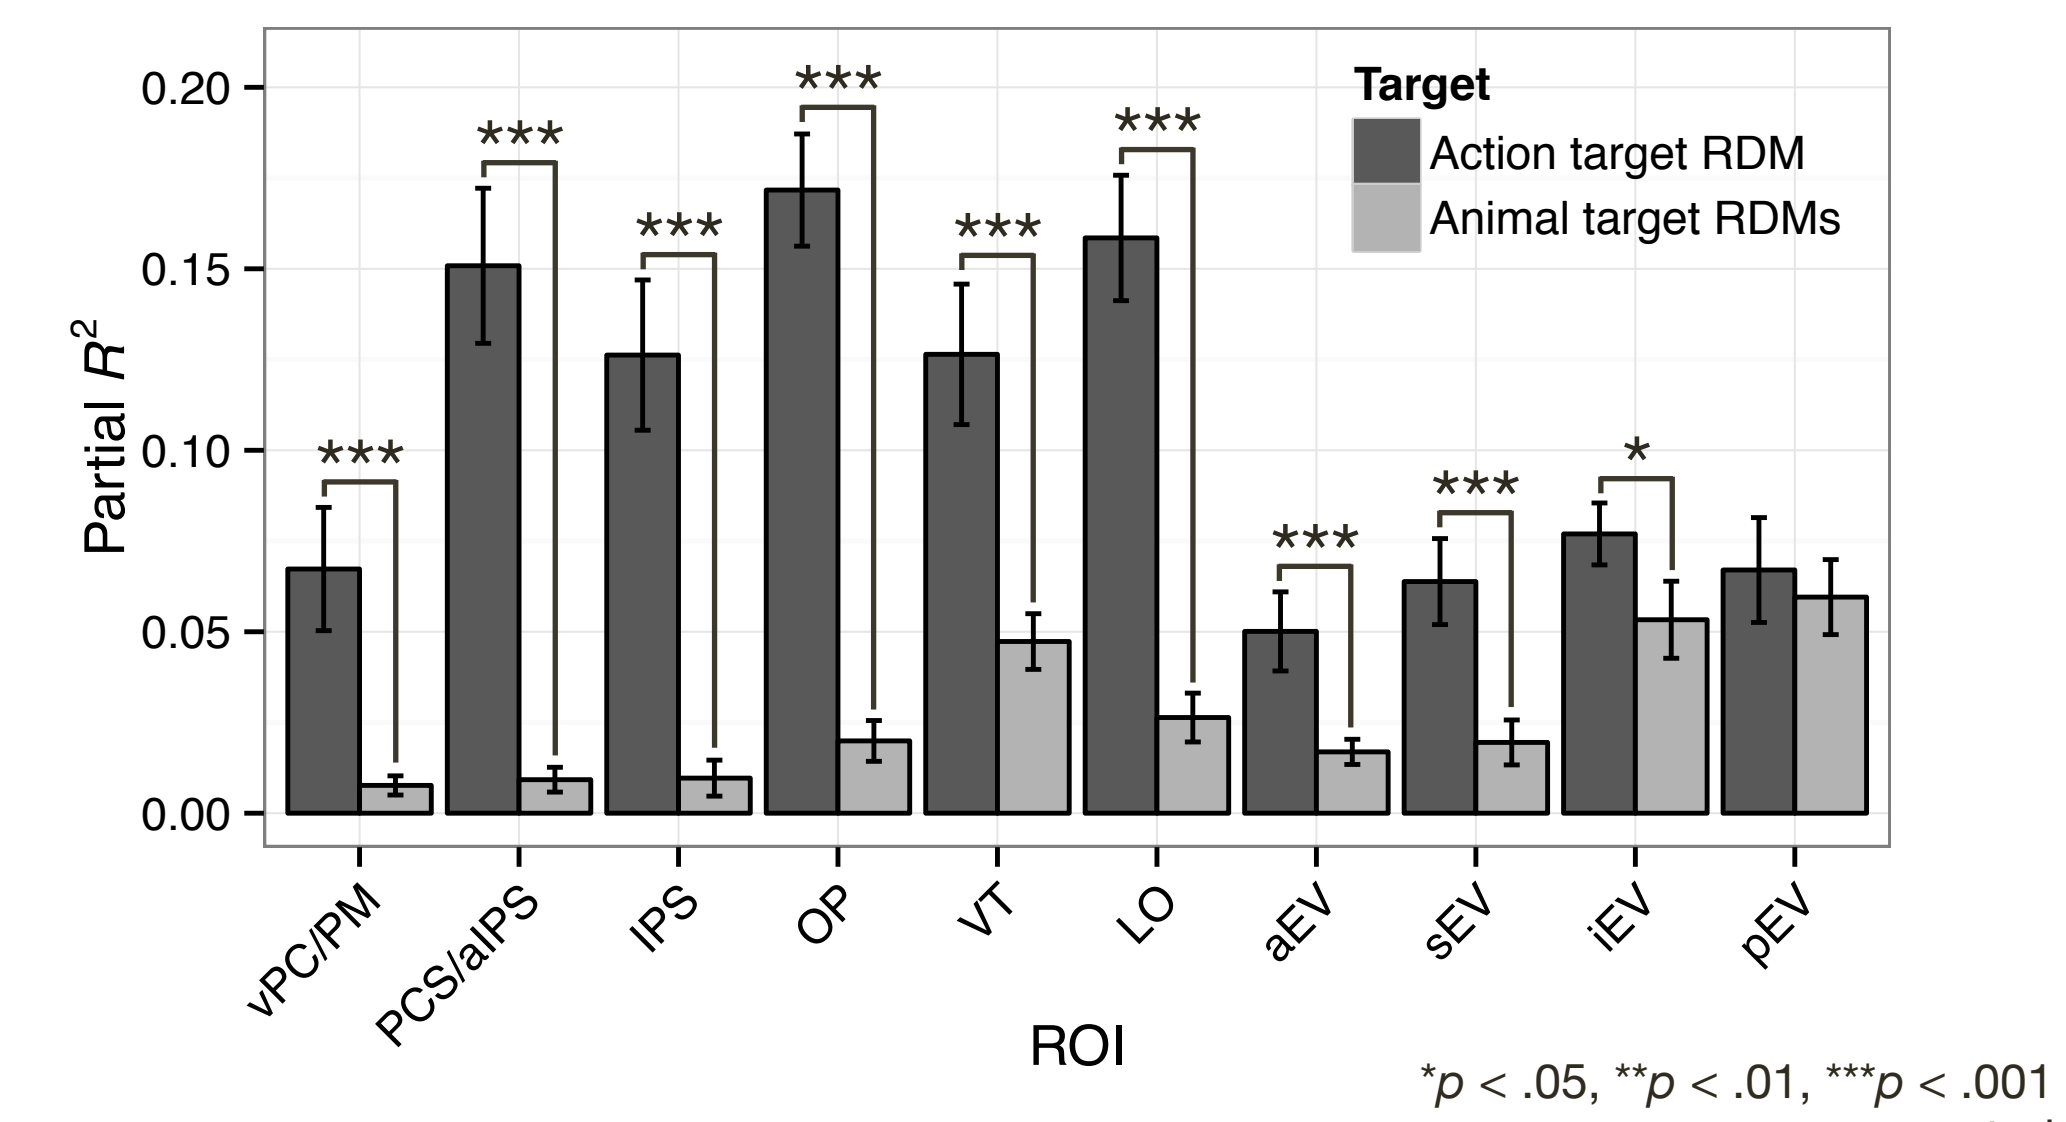 Partial R²
0.20
0.15
0.10
0.05
0.00
***
***
***
***
***
***
***
***
*
Target
Action target RDM
Animal target RDMs
vPC/PM
PCS/aIPS
IPS
OP
VT
LO
aEV
sEV
iEV
pEV
ROI
*p < .05, **p < .01, ***p < .001